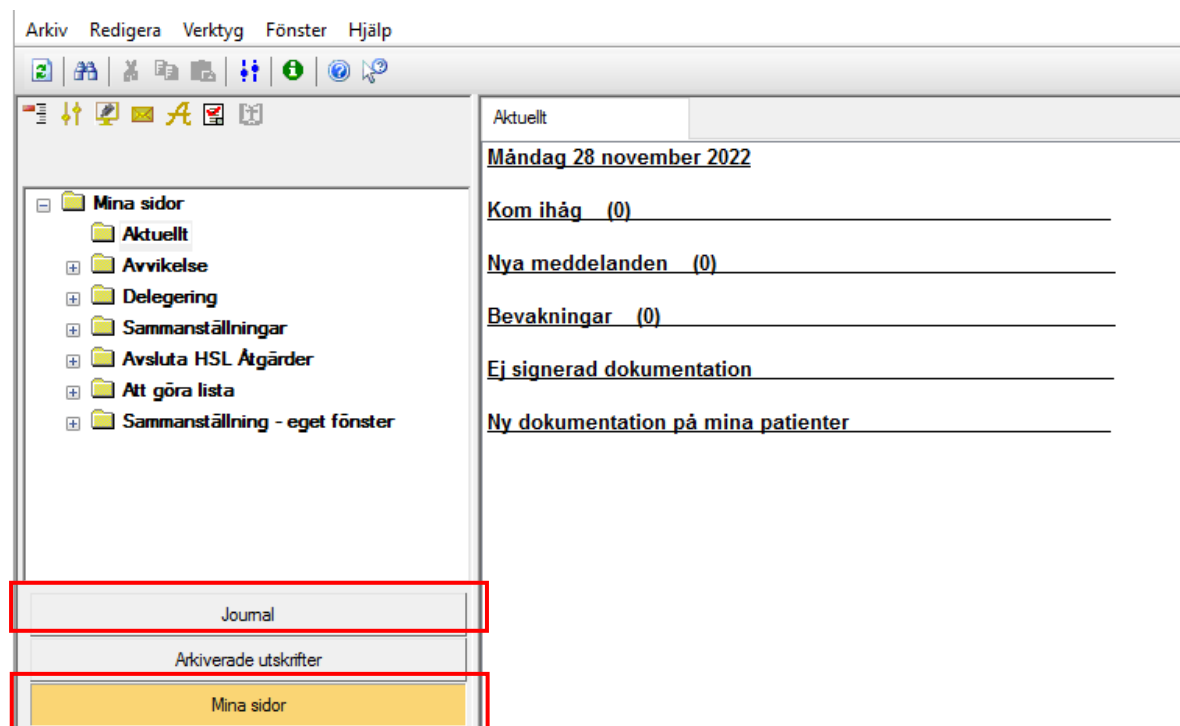 Arkiv Redigera Verktyg Fönster Hjälp
Aktuellt
Måndag 28 november 2022
Mina sidor
Aktuellt
Avvikelse
Delegering
Sammanställningar
Avsluta HSL Åtgärder
Att göra lista
Sammanställning - eget fönster
Kom ihåg (0)
Nya meddelanden (0)
Bevakningar (0)
Ej signerad dokumentation
Ny dokumentation på mina patienter
Journal
Arkiverade utskrifter
Mina sidor